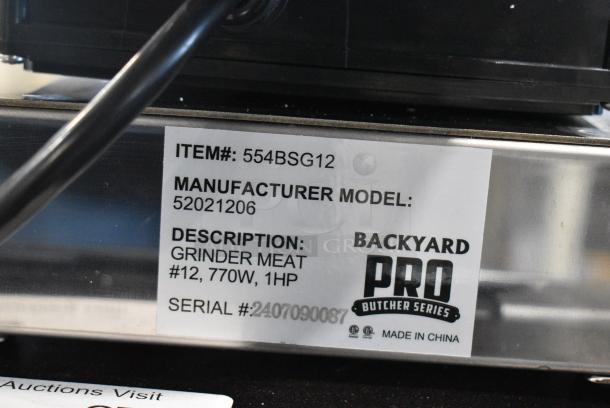 ITEM#: 554BSG12
MANUFACTURER MODEL:
52021206
DESCRIPTION:
GRINDER MEAT
#12, 770W, 1HP
BACKYARD
PRO
BUTCHER SERIES
SERIAL #:2407090087
MADE IN CHINA
Auctions Visit